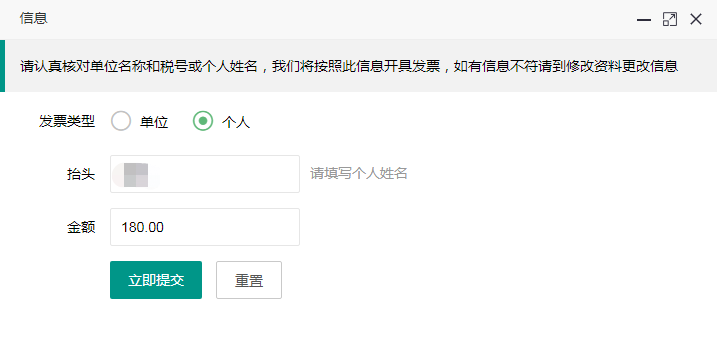 信息
请认真核对单位名称和税号或个人姓名，我们将按照此信息开具发票，如有信息不符请到修改资料更改信息
发票类型 单位 个人
抬头 请填写个人姓名
金额 180.00
立即提交 重置